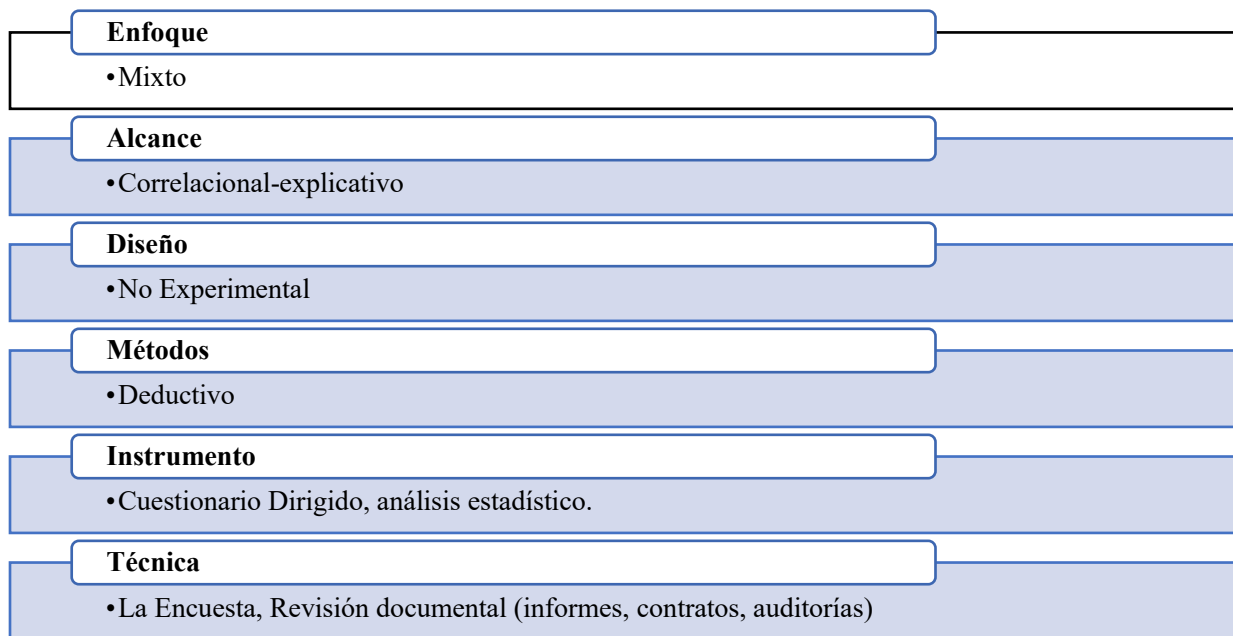 Enfoque
•Mixto
Alcance
•Correlacional-explicativo
Diseño
•No Experimental
Métodos
•Deductivo
Instrumento
•Cuestionario Dirigido, análisis estadístico.
Técnica
•La Encuesta, Revisión documental (informes, contratos, auditorías)